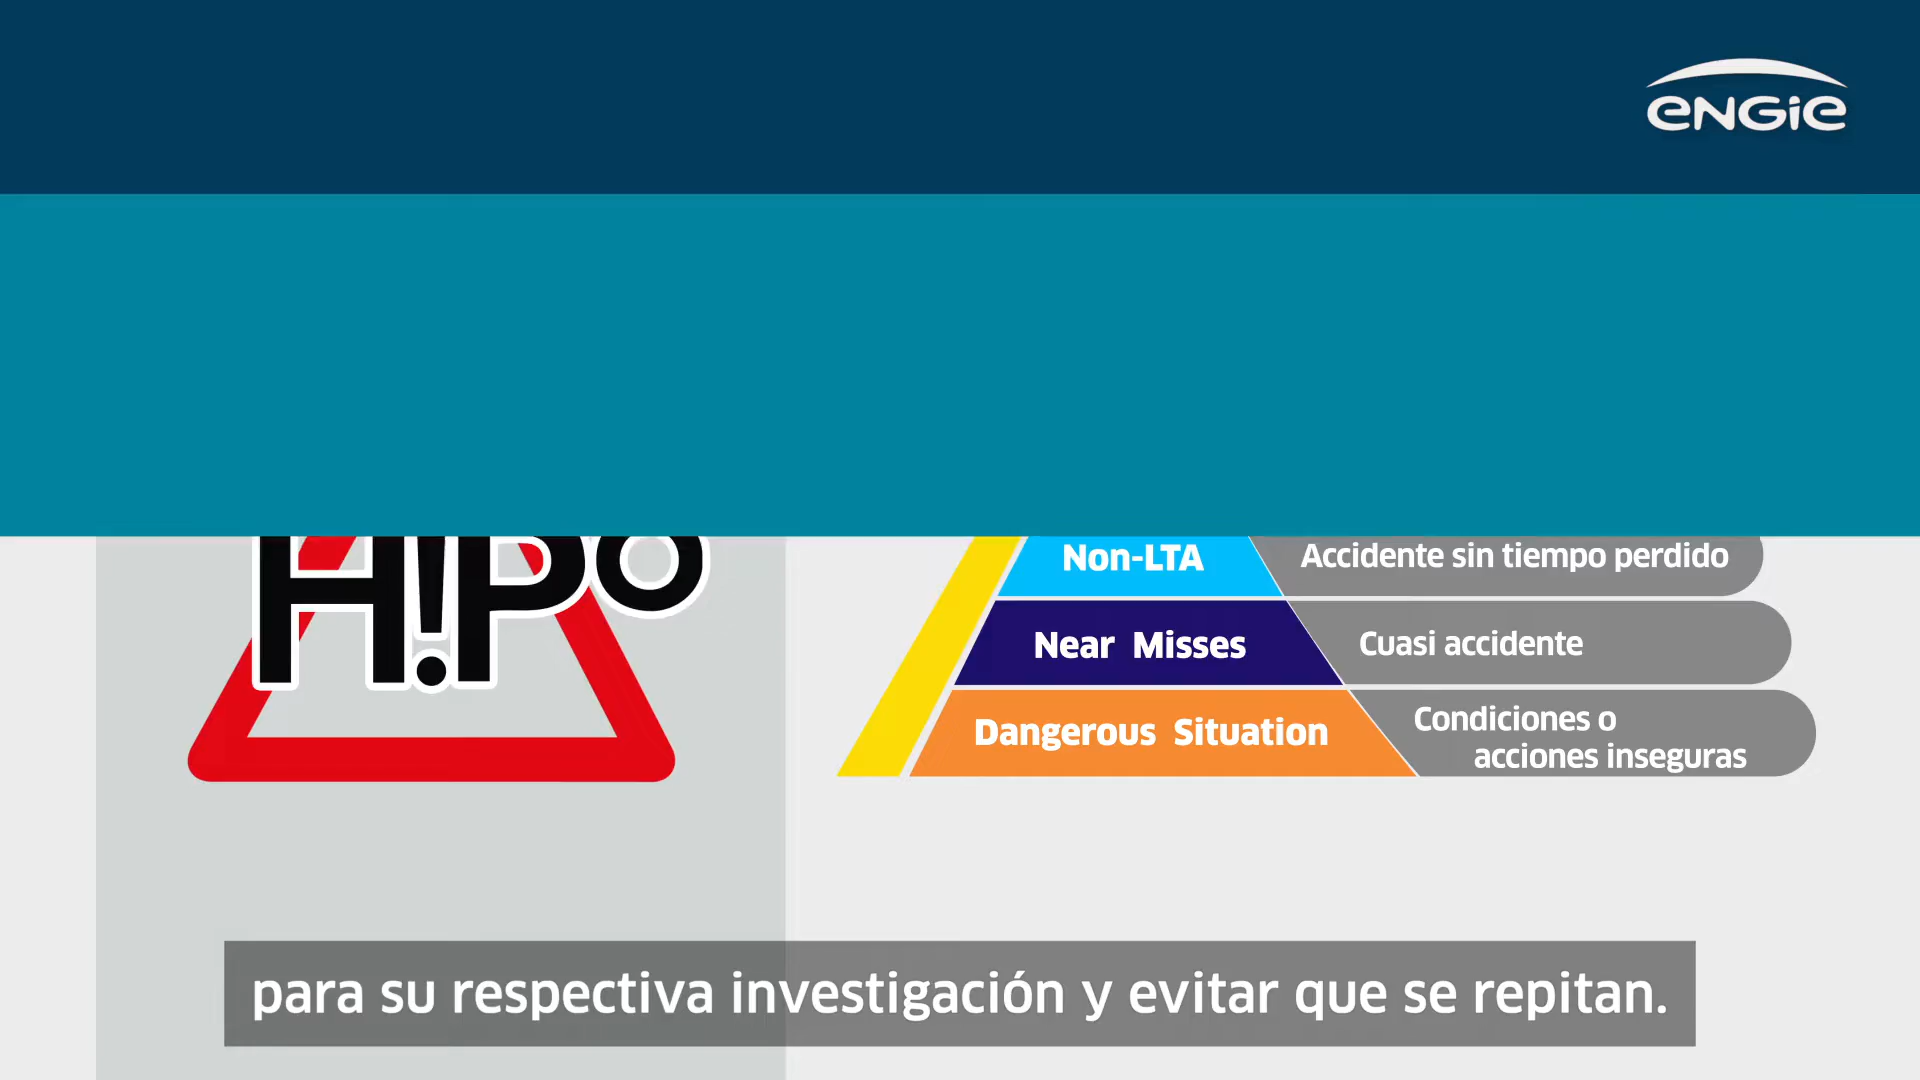 eNGie
H!PO
Non-LTA
Accidente sin tiempo perdido
Near Misses
Cuasi accidente
Dangerous Situation
Condiciones o
acciones inseguras
para su respectiva investigación y evitar que se repitan.